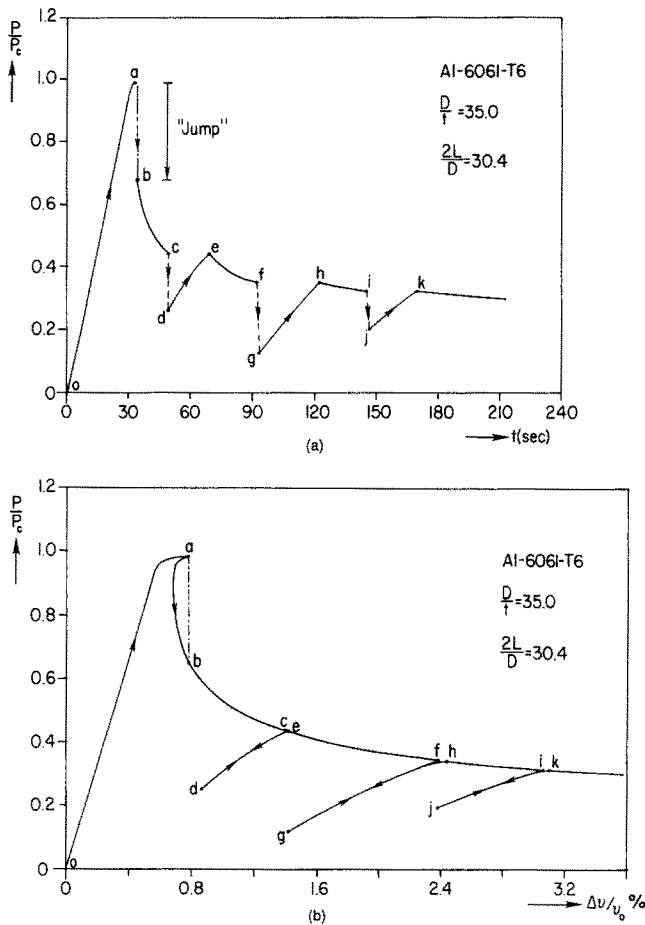 P/Pc
1.2
a
1.0
"Jump"
Al-6061-T6
D/t =35.0
2L/D =30.4
0.8
b
0.6
c
e
0.4
f
h
i
k
d
j
0.2
g
o
0
0
30
60
90
120
150
180
210
240
t(sec)
(a)
P/Pc
1.2
a
1.0
Al-6061-T6
D/t =35.0
2L/D =30.4
0.8
b
0.6
c e
0.4
f h
i k
d
j
0.2
g
o
0
0
0.8
1.6
2.4
3.2
Δυ/υo %
(b)